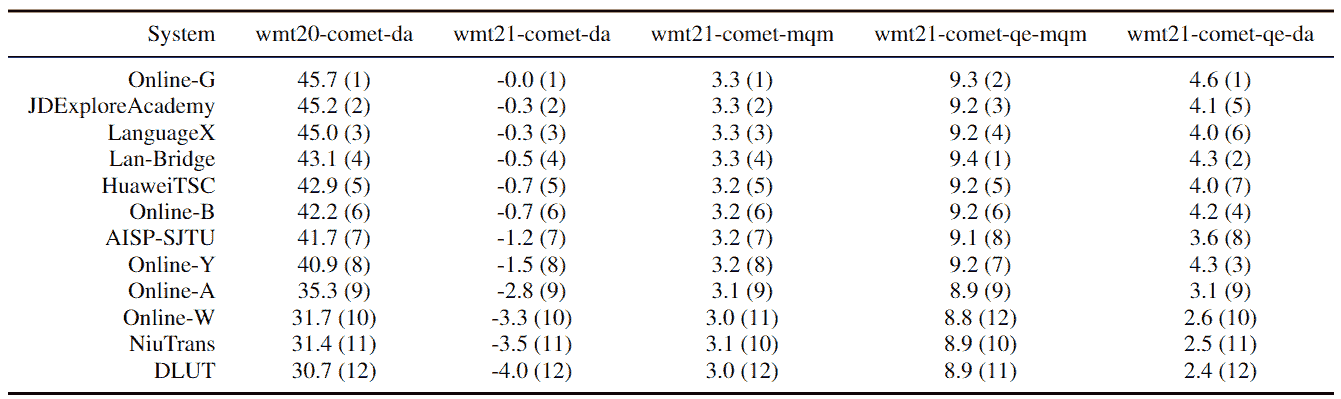 System wmt20-comet-da wmt21-comet-da wmt21-comet-mqm wmt21-comet-qe-mqm wmt21-comet-qe-da
Online-G 45.7 (1) -0.0 (1) 3.3 (1) 9.3 (2) 4.6 (1)
JDExploreAcademy 45.2 (2) -0.3 (2) 3.3 (2) 9.2 (3) 4.1 (5)
LanguageX 45.0 (3) -0.3 (3) 3.3 (3) 9.2 (4) 4.0 (6)
Lan-Bridge 43.1 (4) -0.5 (4) 3.3 (4) 9.4 (1) 4.3 (2)
HuaweiTSC 42.9 (5) -0.7 (5) 3.2 (5) 9.2 (5) 4.0 (7)
Online-B 42.2 (6) -0.7 (6) 3.2 (6) 9.2 (6) 4.2 (4)
AISP-SJTU 41.7 (7) -1.2 (7) 3.2 (7) 9.1 (8) 3.6 (8)
Online-Y 40.9 (8) -1.5 (8) 3.2 (8) 9.2 (7) 4.3 (3)
Online-A 35.3 (9) -2.8 (9) 3.1 (9) 8.9 (9) 3.1 (9)
Online-W 31.7 (10) -3.3 (10) 3.0 (11) 8.8 (12) 2.6 (10)
NiuTrans 31.4 (11) -3.5 (11) 3.1 (10) 8.9 (10) 2.5 (11)
DLUT 30.7 (12) -4.0 (12) 3.0 (12) 8.9 (11) 2.4 (12)